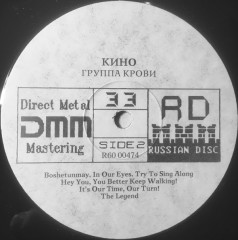 КИНО
ГРУППА КРОВИ
Direct Metal
DMM
Mastering
33
SIDE 2
R60 00474
RD
RUSSIAN DISC
Boshetunmay. In Our Eyes. Try To Sing Along
Hey You, You Better Keep Walking!
It's Our Time, Our Turn!
The Legend